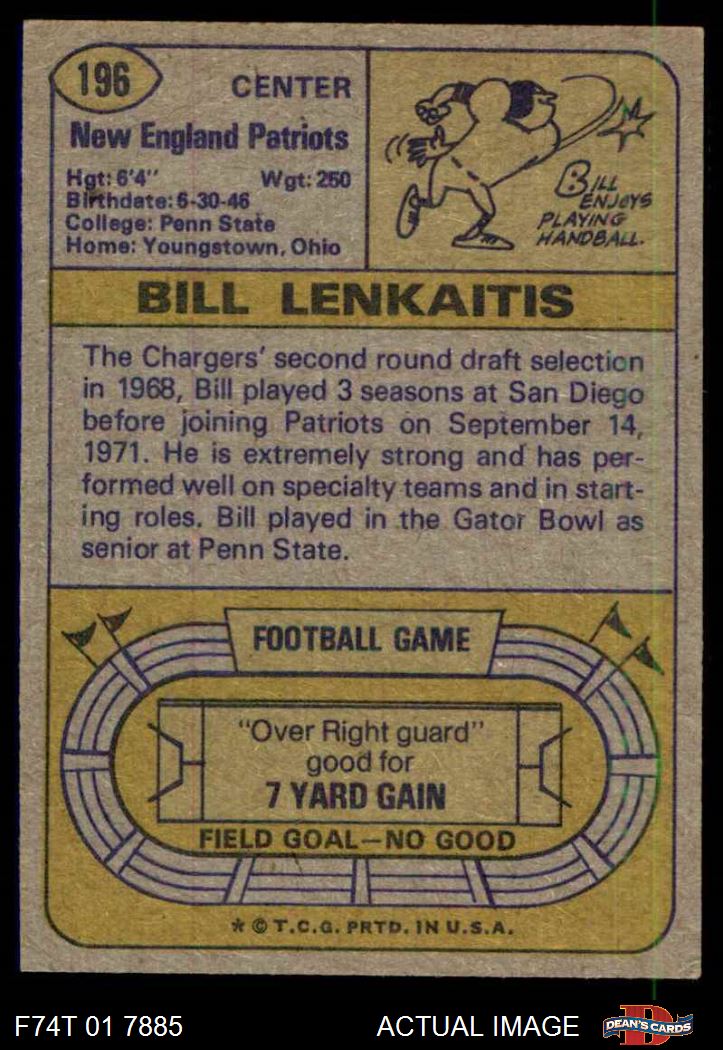 196
CENTER
New England Patriots
Hgt: 6'4" Wgt: 250
Birthdate: 6-30-46
College: Penn State
Home: Youngstown, Ohio
BILL
ENJOYS
PLAYING
HANDBALL.
BILL LENKAITIS
The Chargers' second round draft selection
in 1968, Bill played 3 seasons at San Diego
before joining Patriots on September 14,
1971. He is extremely strong and has per-
formed well on specialty teams and in start-
ing roles. Bill played in the Gator Bowl as
senior at Penn State.
FOOTBALL GAME
"Over Right guard"
good for
7 YARD GAIN
FIELD GOAL—NO GOOD
* © T.C.G. PRTD. IN U.S.A.
F74T 01 7885 ACTUAL IMAGE
DEAN'S CARDS